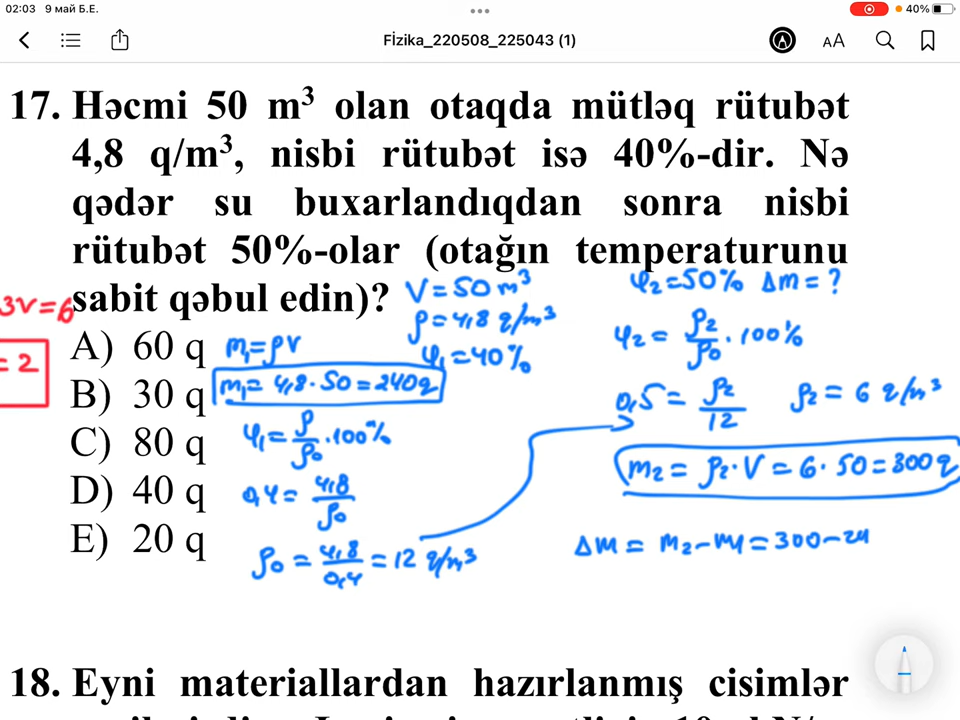 02:03 9 май Б.Е.
40%
Fİzika_220508_225043 (1)
AA
17. Həcmi 50 m³ olan otaqda mütləq rütubət
4,8 q/m³, nisbi rütubət isə 40%-dir. Nə
qədər su buxarlandıqdan sonra nisbi
rütubət 50%-olar (otağın temperaturunu
sabit qəbul edin)?
3V=6
= 2
A) 60 q
B) 30 q
C) 80 q
D) 40 q
E) 20 q
V=50 m³
ρ=4,8 q/m³
φ₁=40%
m₁=ρV
m₁=4,8·50=240q
φ₁=ρ/ρ₀·100%
0,4=4,8/ρ₀
ρ₀=4,8/0,4=12 q/m³
φ₂=50% Δm=?
φ₂=ρ₂/ρ₀·100%
0,5=ρ₂/12 ρ₂=6 q/m³
m₂=ρ₂·V=6·50=300q
Δm=m₂-m₁=300-24
18. Eyni materiallardan hazırlanmış cisimlər